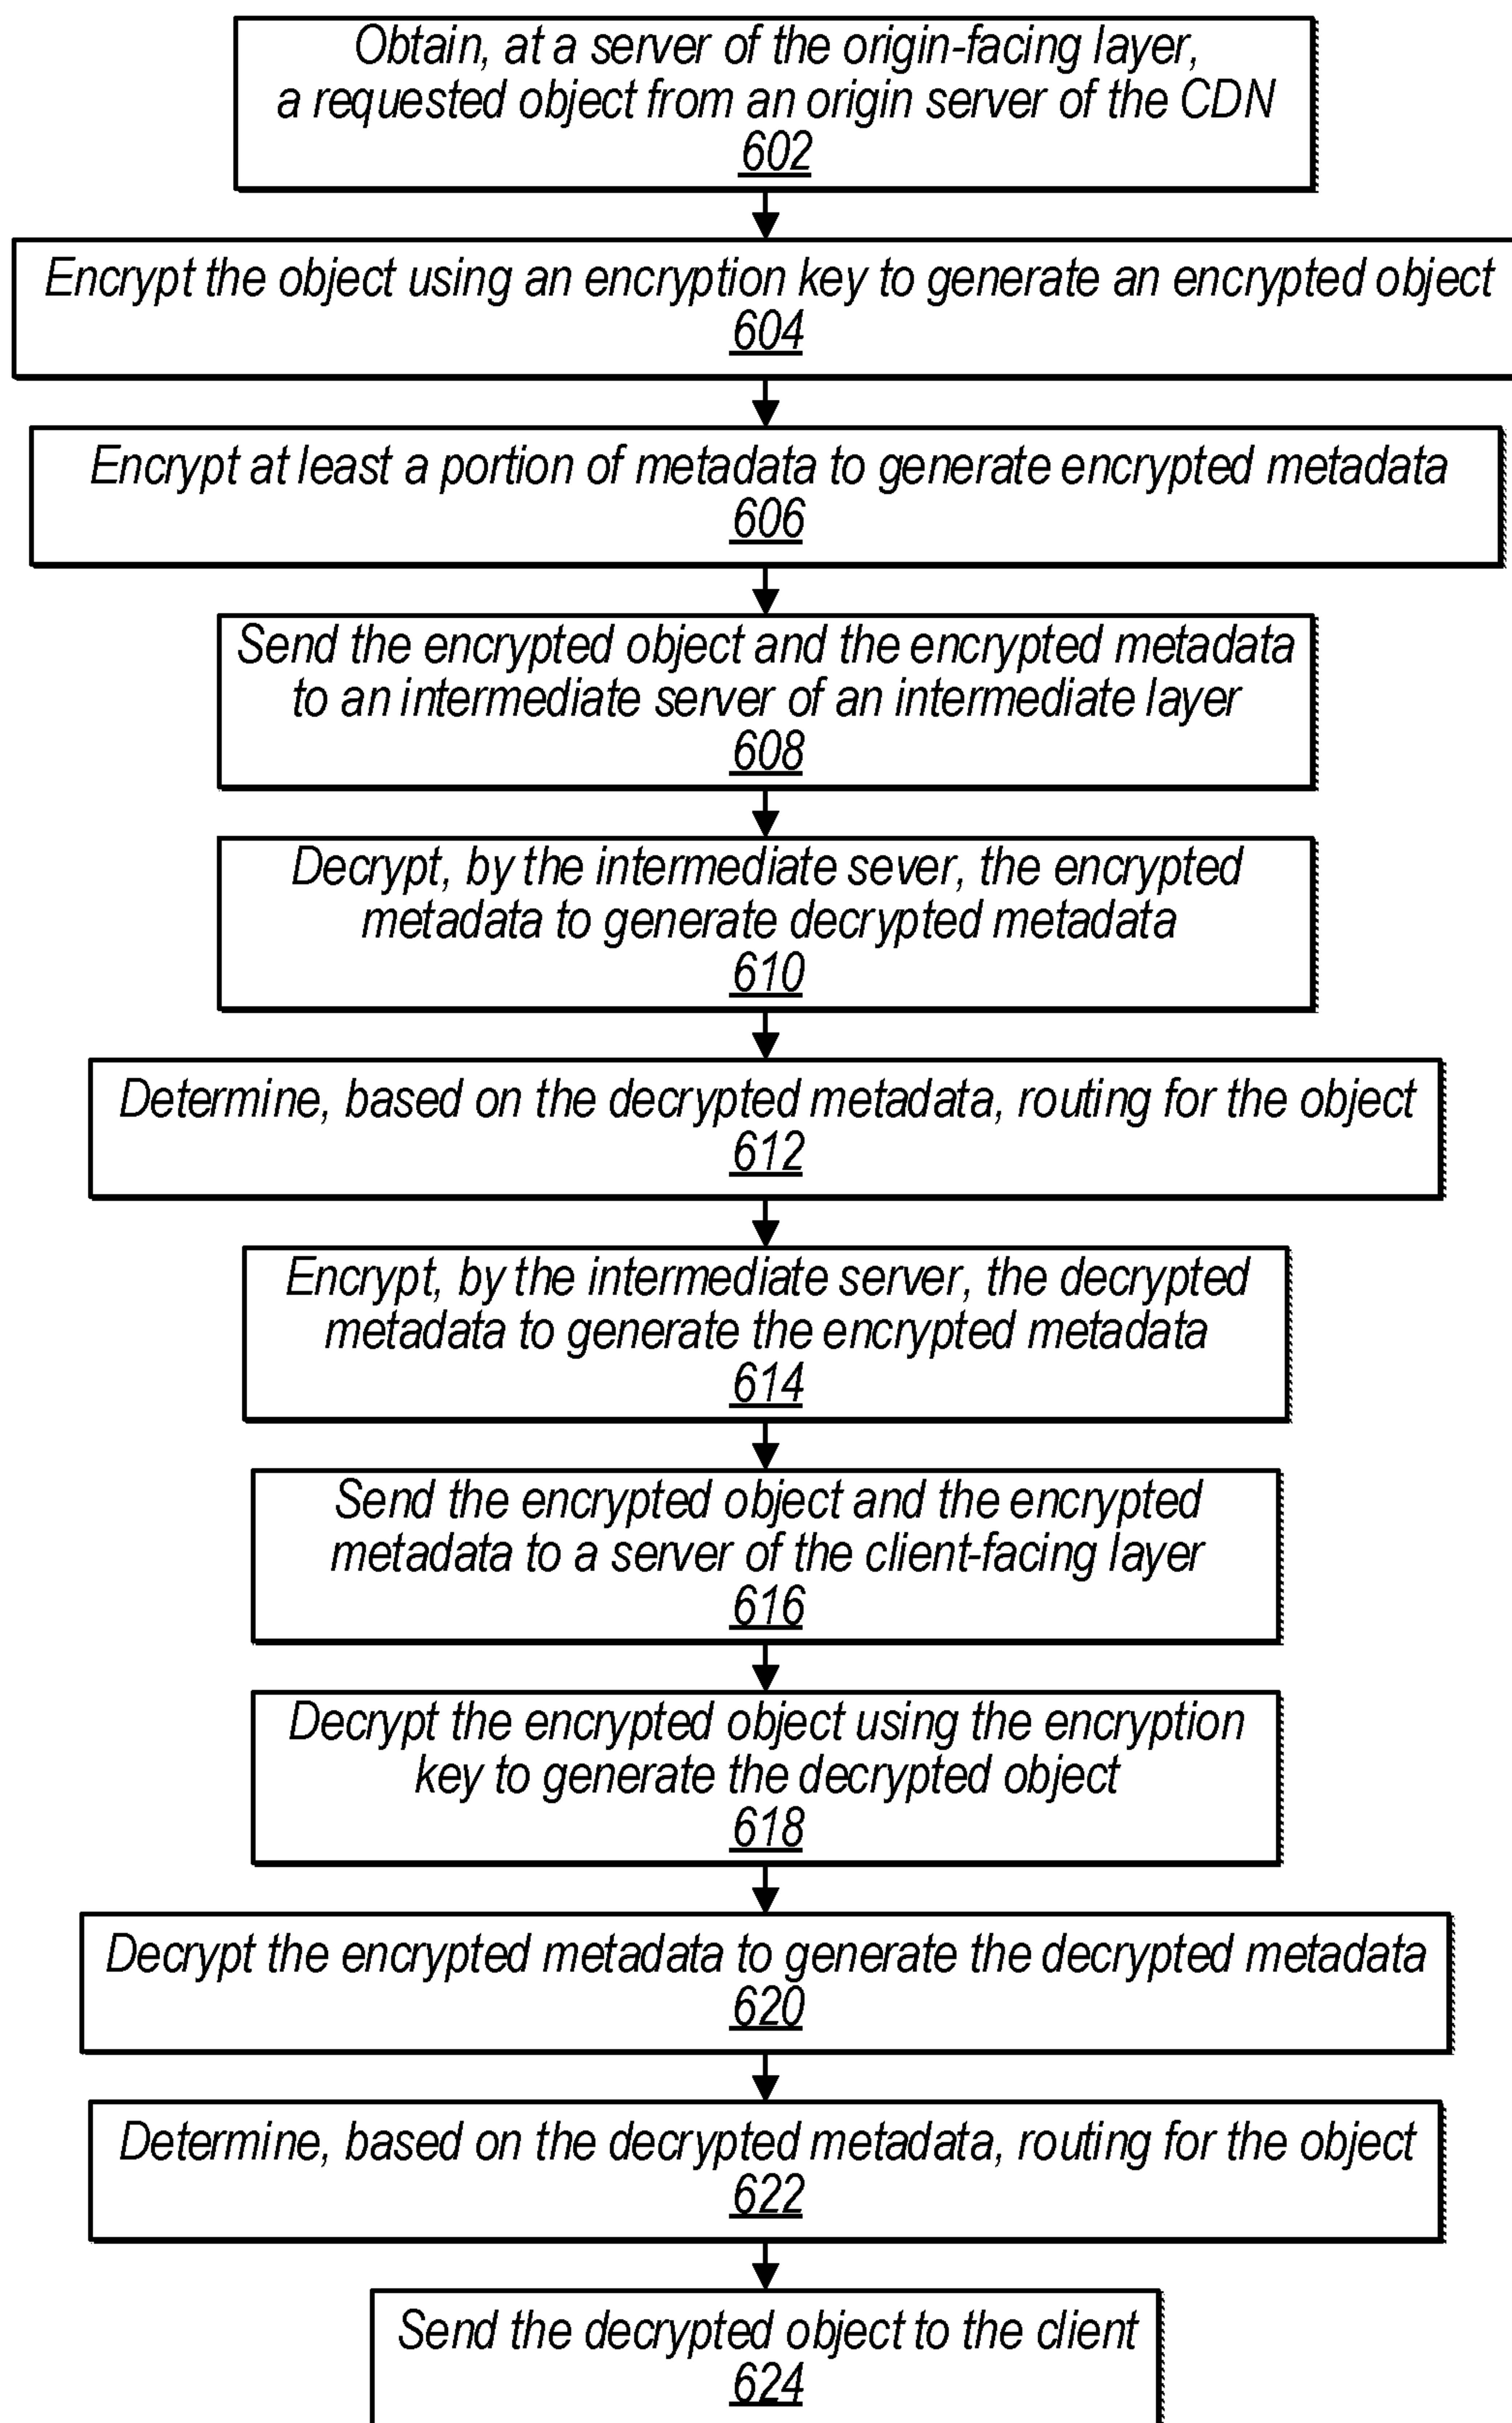 Obtain, at a server of the origin-facing layer,
a requested object from an origin server of the CDN
602
Encrypt the object using an encryption key to generate an encrypted object
604
Encrypt at least a portion of metadata to generate encrypted metadata
606
Send the encrypted object and the encrypted metadata
to an intermediate server of an intermediate layer
608
Decrypt, by the intermediate sever, the encrypted
metadata to generate decrypted metadata
610
Determine, based on the decrypted metadata, routing for the object
612
Encrypt, by the intermediate server, the decrypted
metadata to generate the encrypted metadata
614
Send the encrypted object and the encrypted
metadata to a server of the client-facing layer
616
Decrypt the encrypted object using the encryption
key to generate the decrypted object
618
Decrypt the encrypted metadata to generate the decrypted metadata
620
Determine, based on the decrypted metadata, routing for the object
622
Send the decrypted object to the client
624